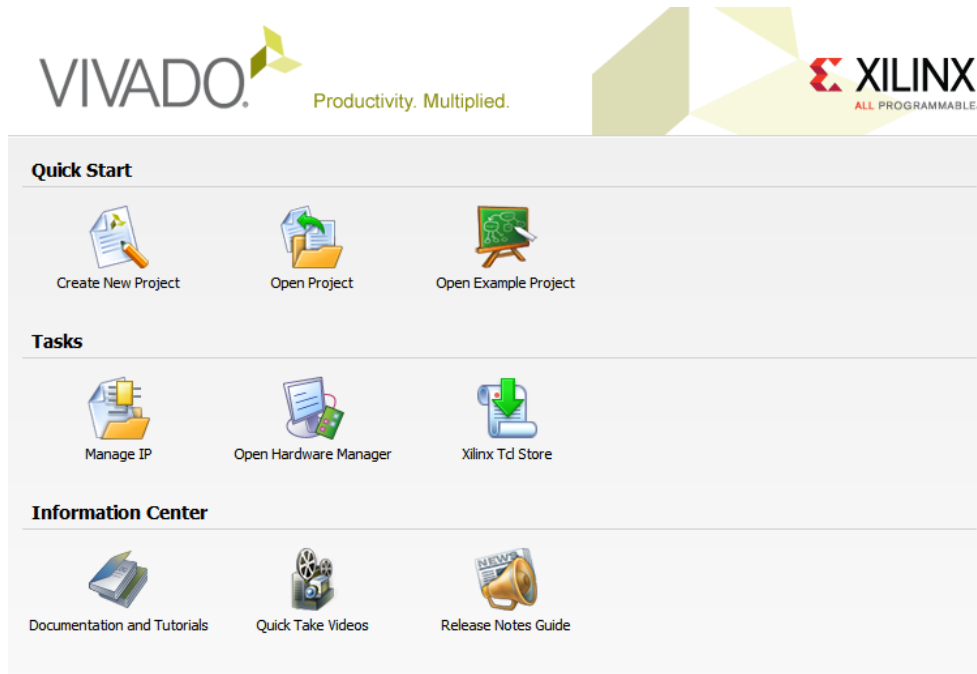 VIVADO.
Productivity. Multiplied.
XILINX
ALL PROGRAMMABLE
Quick Start
Create New Project
Open Project
Open Example Project
Tasks
Manage IP
Open Hardware Manager
Xilinx Tcl Store
Information Center
NEWS
Documentation and Tutorials
Quick Take Videos
Release Notes Guide